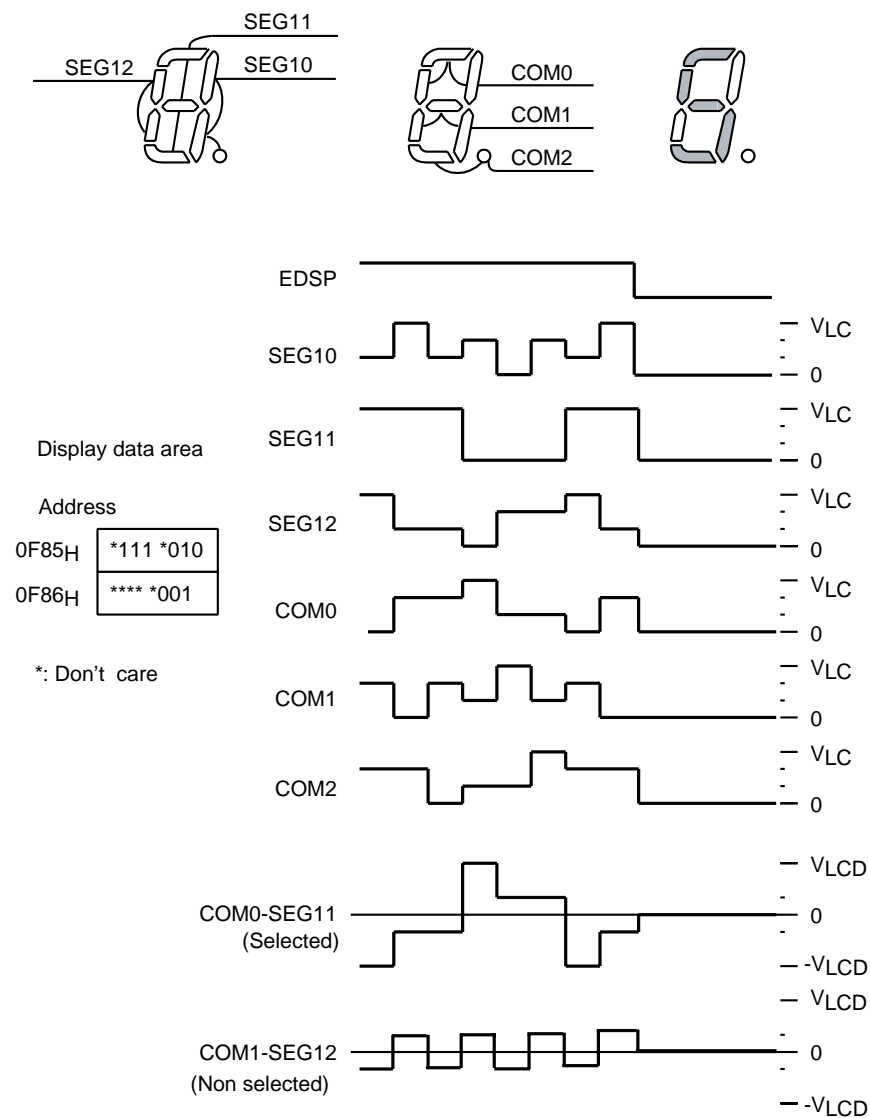 SEG11
SEG12
SEG10
COM0
COM1
COM2
EDSP
SEG10
VLC
0
SEG11
VLC
0
Display data area
SEG12
VLC
0
Address
0F85H
*111 *010
0F86H
**** *001
COM0
VLC
0
*: Don't care
COM1
VLC
0
COM2
VLC
0
COM0-SEG11
(Selected)
VLCD
0
-VLCD
COM1-SEG12
(Non selected)
VLCD
0
-VLCD